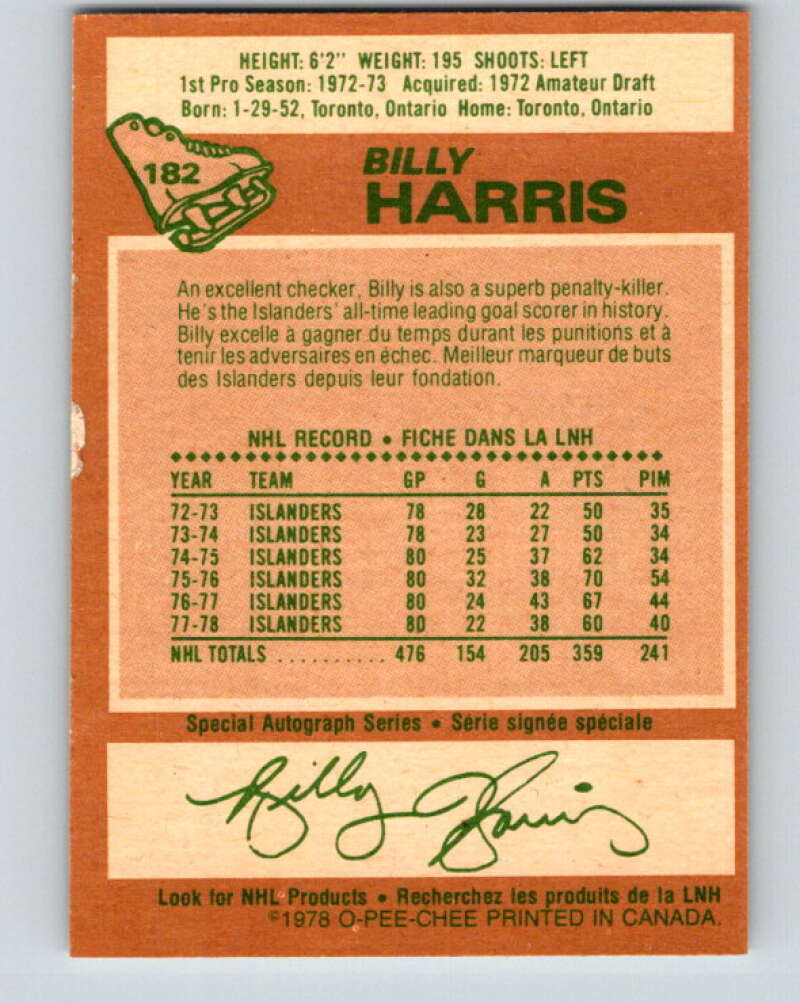 HEIGHT: 6'2" WEIGHT: 195 SHOOTS: LEFT
1st Pro Season: 1972-73 Acquired: 1972 Amateur Draft
Born: 1-29-52, Toronto, Ontario Home: Toronto, Ontario
182
BILLY
HARRIS
An excellent checker, Billy is also a superb penalty-killer.
He's the Islanders' all-time leading goal scorer in history.
Billy excelle à gagner du temps durant les punitions et à
tenir les adversaires en échec. Meilleur marqueur de buts
des Islanders depuis leur fondation.
NHL RECORD • FICHE DANS LA LNH
YEAR TEAM GP G A PTS PIM
72-73 ISLANDERS 78 28 22 50 35
73-74 ISLANDERS 78 23 27 50 34
74-75 ISLANDERS 80 25 37 62 34
75-76 ISLANDERS 80 32 38 70 54
76-77 ISLANDERS 80 24 43 67 44
77-78 ISLANDERS 80 22 38 60 40
NHL TOTALS .......... 476 154 205 359 241
Special Autograph Series • Série signée spéciale
Billy Harris
Look for NHL Products • Recherchez les produits de la LNH
©1978 O-PEE-CHEE PRINTED IN CANADA.